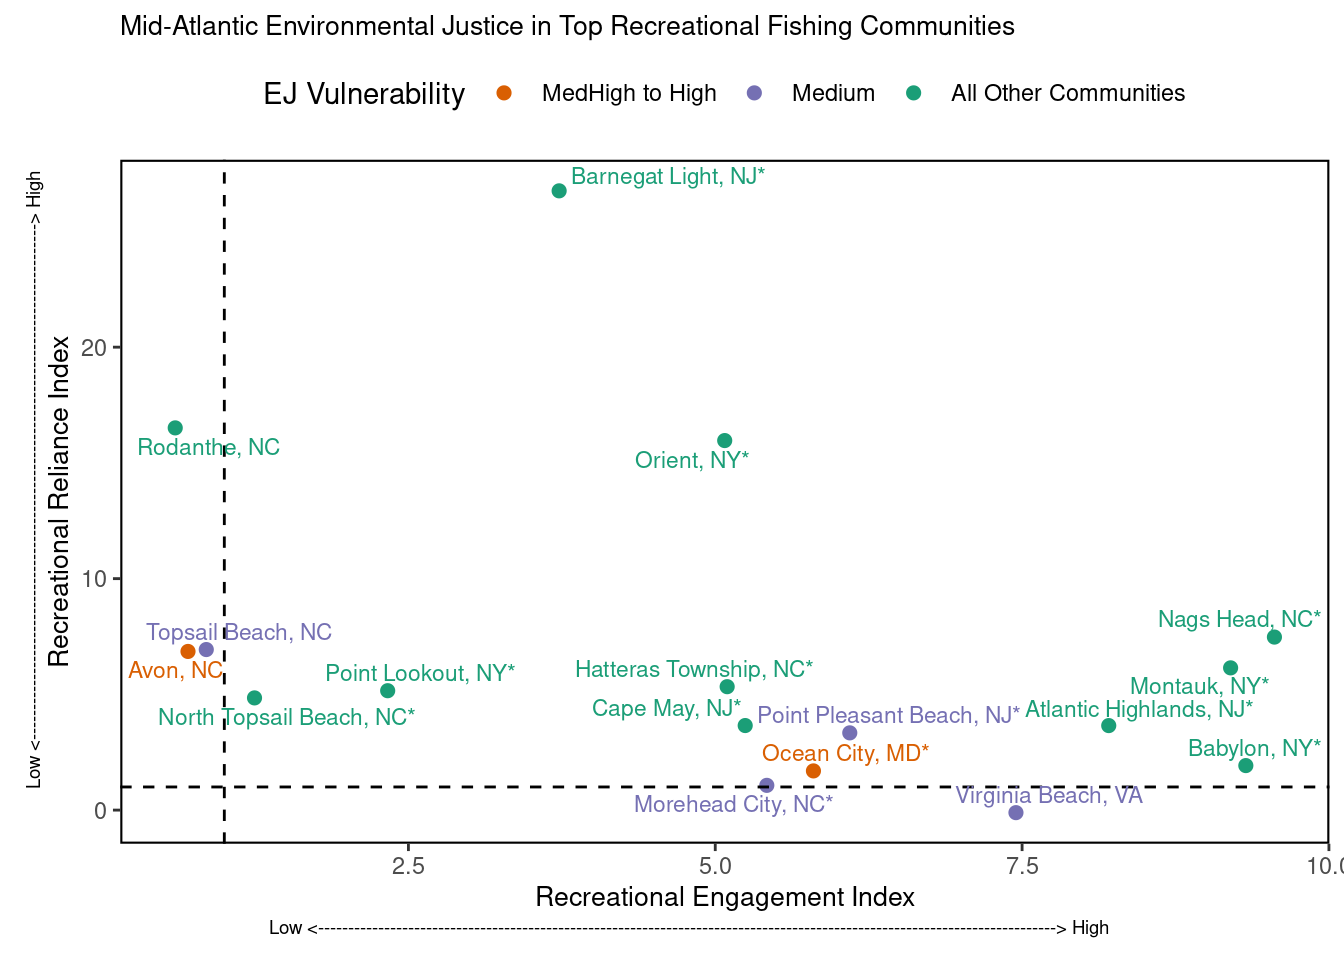 Mid-Atlantic Environmental Justice in Top Recreational Fishing Communities
EJ Vulnerability MedHigh to High Medium All Other Communities
Barnegat Light, NJ*
Rodanthe, NC
Orient, NY*
Nags Head, NC*
Topsail Beach, NC
Avon, NC
Point Lookout, NY*
Hatteras Township, NC*
Montauk, NY*
North Topsail Beach, NC*
Cape May, NJ*
Point Pleasant Beach, NJ*
Atlantic Highlands, NJ*
Ocean City, MD*
Babylon, NY*
Morehead City, NC*
Virginia Beach, VA
20
10
0
Recreational Reliance Index
Low <--> High
2.5 5.0 7.5 10.0
Recreational Engagement Index
Low <--> High